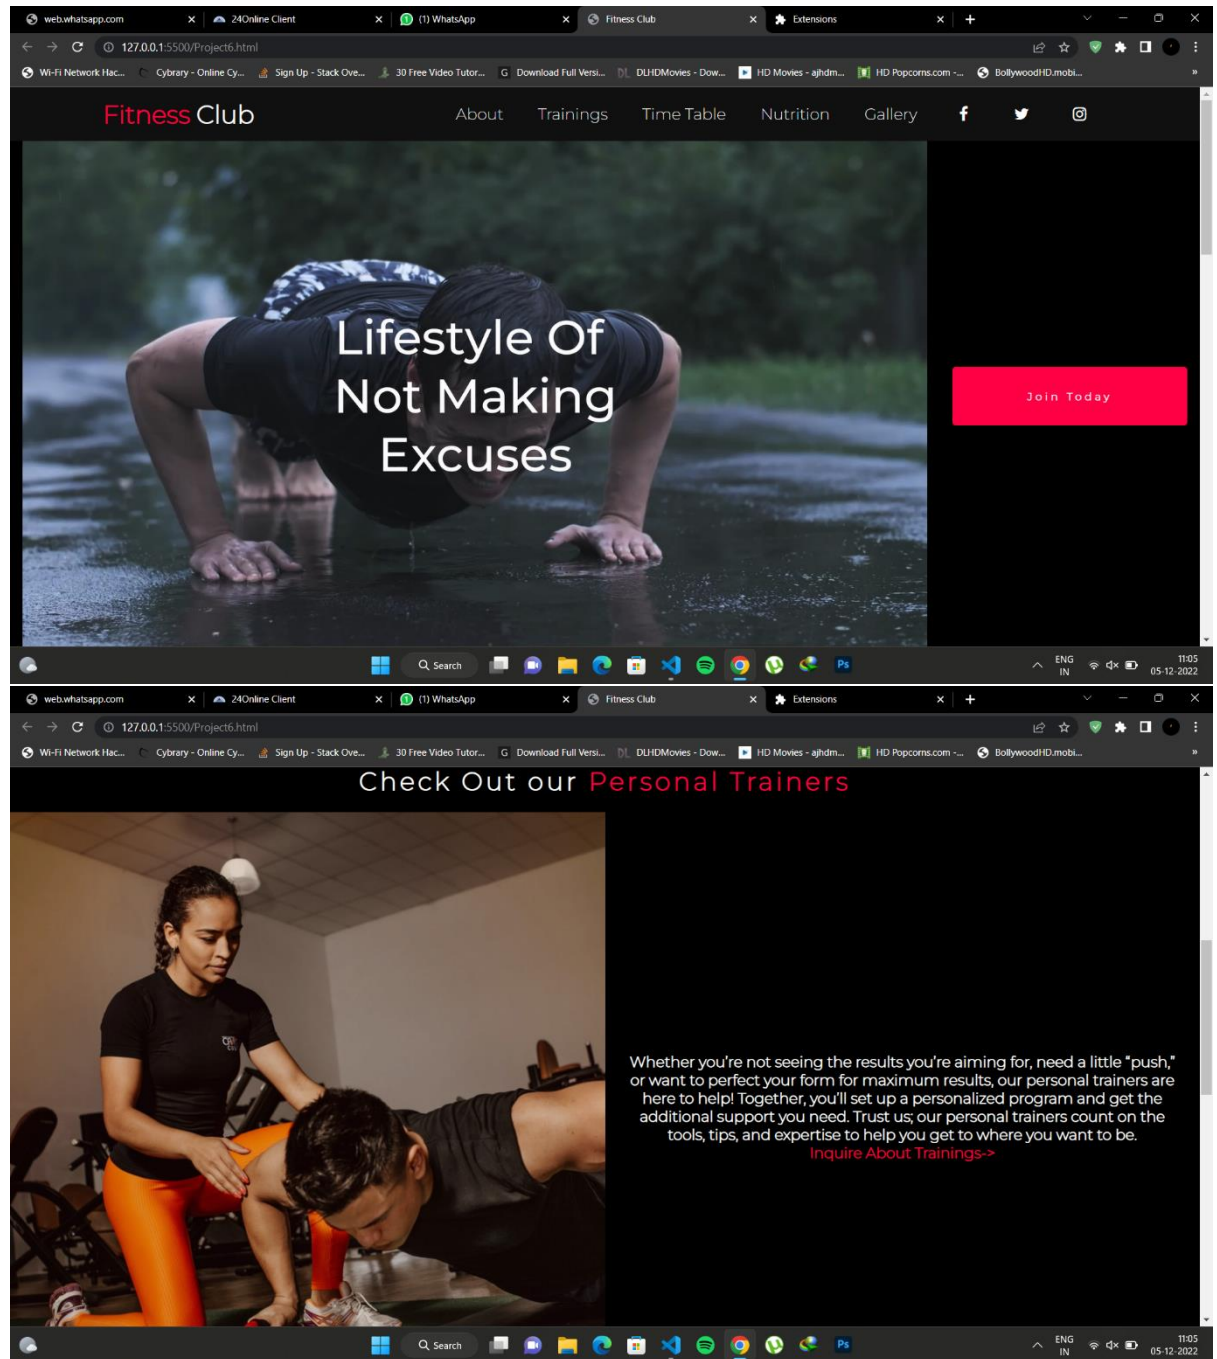 web.whatsapp.com
24Online Client
(1) WhatsApp
Fitness Club
Extensions
127.0.0.1:5500/Project6.html
Wi-Fi Network Hac...
Cybrary - Online Cy...
Sign Up - Stack Ove...
30 Free Video Tutor...
G Download Full Versi...
DL DLHDMovies - Dow...
HD Movies - ajhdm...
HD Popcorns.com -...
BollywoodHD.mobi...
»
Fitness Club
About
Trainings
Time Table
Nutrition
Gallery
Lifestyle Of
Not Making
Excuses
Join Today
Search
Ps
ENG
IN
11:05
05-12-2022
web.whatsapp.com
24Online Client
(1) WhatsApp
Fitness Club
Extensions
127.0.0.1:5500/Project6.html
Wi-Fi Network Hac...
Cybrary - Online Cy...
Sign Up - Stack Ove...
30 Free Video Tutor...
G Download Full Versi...
DL DLHDMovies - Dow...
HD Movies - ajhdm...
HD Popcorns.com -...
BollywoodHD.mobi...
»
Check Out our Personal Trainers
Whether you're not seeing the results you're aiming for, need a little “push,”
or want to perfect your form for maximum results, our personal trainers are
here to help! Together, you'll set up a personalized program and get the
additional support you need. Trust us; our personal trainers count on the
tools, tips, and expertise to help you get to where you want to be.
Inquire About Trainings->
Search
Ps
ENG
IN
11:05
05-12-2022